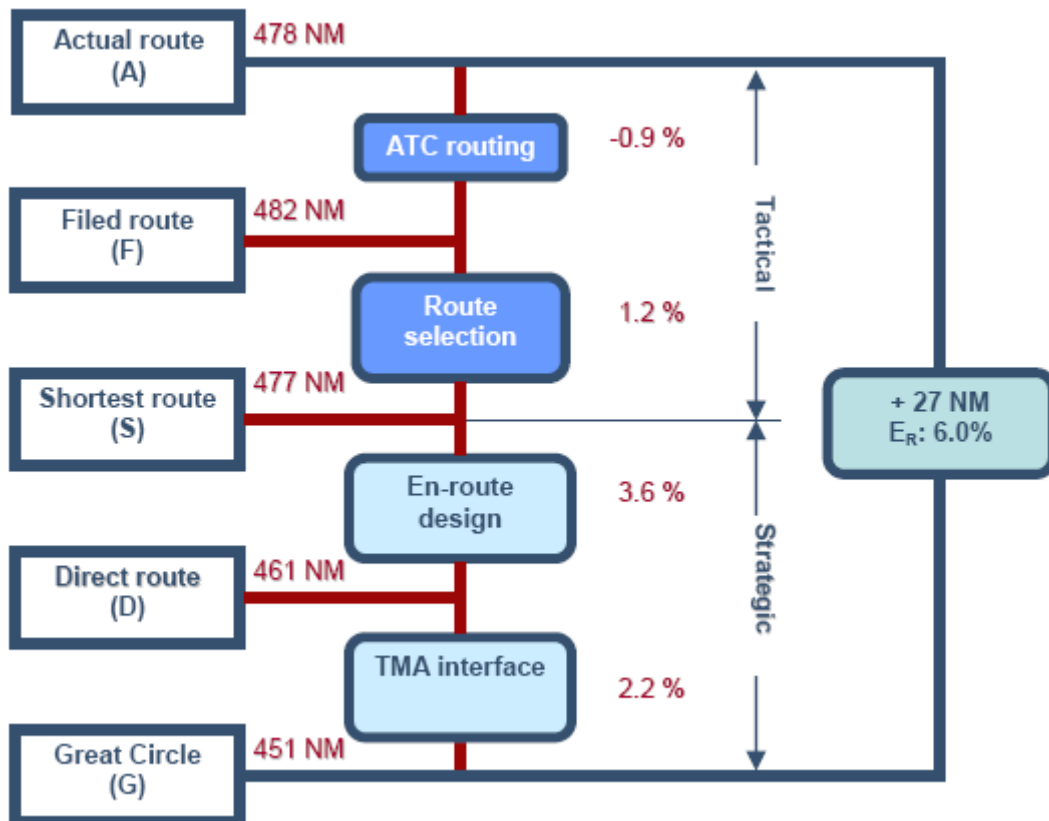 Actual route
(A)
478 NM
ATC routing
-0.9 %
Filed route
(F)
482 NM
Tactical
Route
selection
1.2 %
Shortest route
(S)
477 NM
+ 27 NM
E_R: 6.0%
En-route
design
3.6 %
Strategic
Direct route
(D)
461 NM
TMA interface
2.2 %
Great Circle
(G)
451 NM